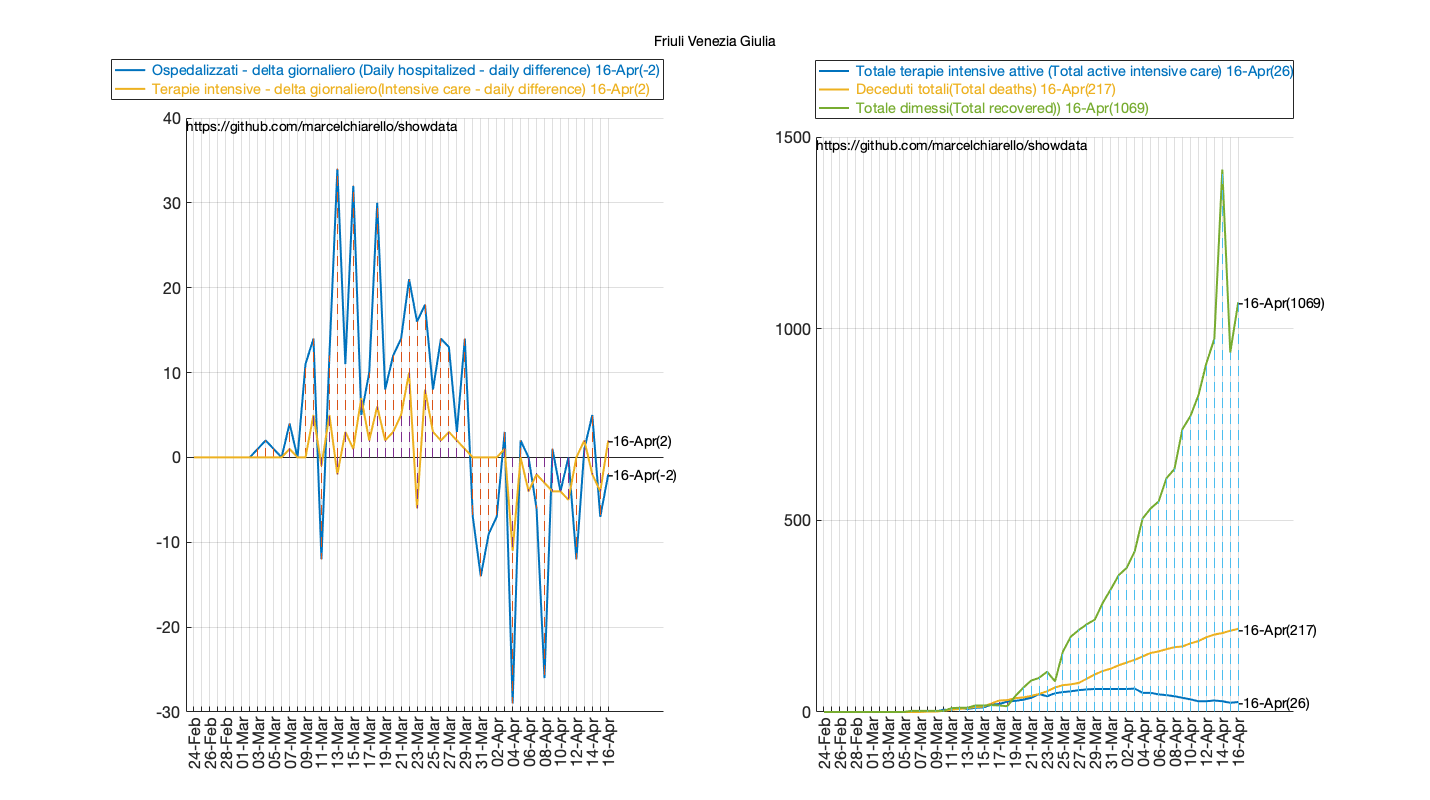 Friuli Venezia Giulia
Ospedalizzati - delta giornaliero (Daily hospitalized - daily difference) 16-Apr(-2)
Terapie intensive - delta giornaliero(Intensive care - daily difference) 16-Apr(2)
https://github.com/marcelchiarello/showdata
40
30
20
10
0
-10
-20
-30
16-Apr(2)
16-Apr(-2)
24-Feb
26-Feb
28-Feb
01-Mar
03-Mar
05-Mar
07-Mar
09-Mar
11-Mar
13-Mar
15-Mar
17-Mar
19-Mar
21-Mar
23-Mar
25-Mar
27-Mar
29-Mar
31-Mar
02-Apr
04-Apr
06-Apr
08-Apr
10-Apr
12-Apr
14-Apr
16-Apr
Totale terapie intensive attive (Total active intensive care) 16-Apr(26)
Deceduti totali(Total deaths) 16-Apr(217)
Totale dimessi(Total recovered)) 16-Apr(1069)
https://github.com/marcelchiarello/showdata
1500
1000
500
0
16-Apr(1069)
16-Apr(217)
16-Apr(26)
24-Feb
26-Feb
28-Feb
01-Mar
03-Mar
05-Mar
07-Mar
09-Mar
11-Mar
13-Mar
15-Mar
17-Mar
19-Mar
21-Mar
23-Mar
25-Mar
27-Mar
29-Mar
31-Mar
02-Apr
04-Apr
06-Apr
08-Apr
10-Apr
12-Apr
14-Apr
16-Apr